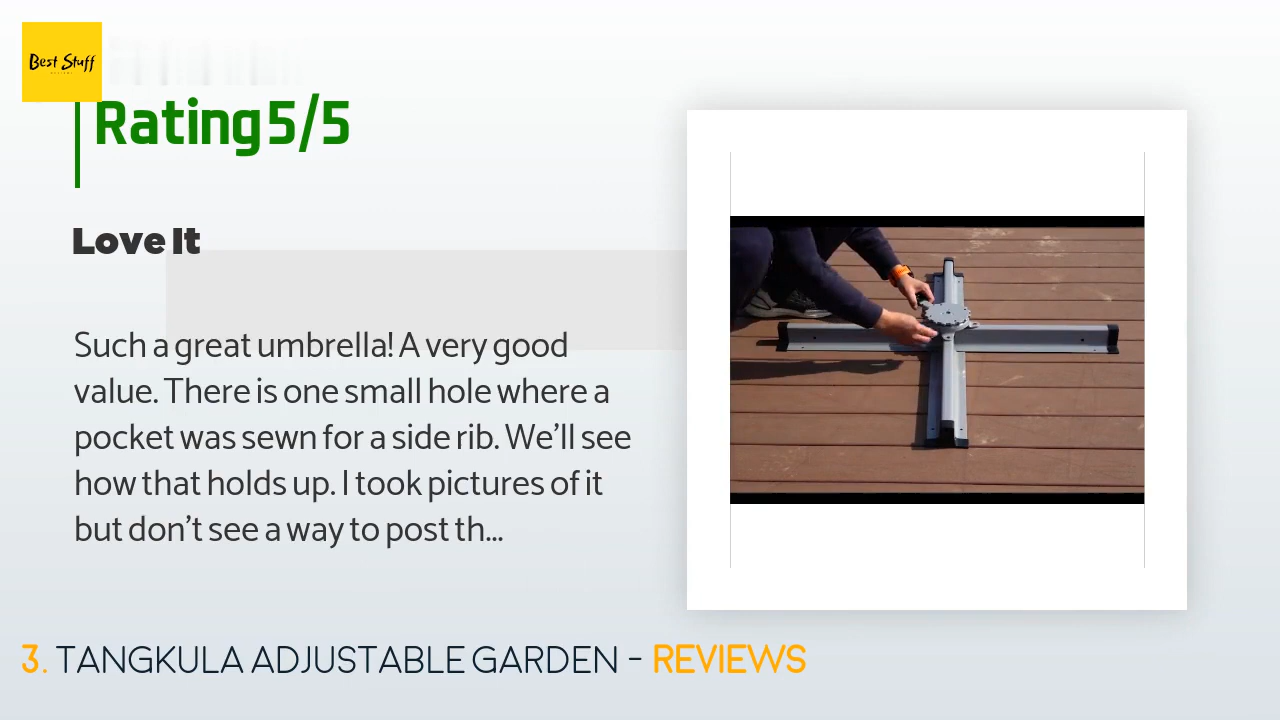 Best Stuff
Rating 5/5
Love It
Such a great umbrella! A very good
value. There is one small hole where a
pocket was sewn for a side rib. We'll see
how that holds up. I took pictures of it
but don't see a way to post th...
3. TANGKULA ADJUSTABLE GARDEN - REVIEWS